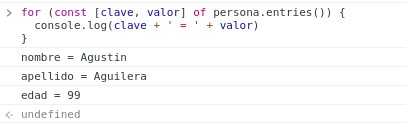 for (const [clave, valor] of persona.entries()) {
console.log(clave + ' = ' + valor)
}
nombre = Agustin
apellido = Aguilera
edad = 99
undefined